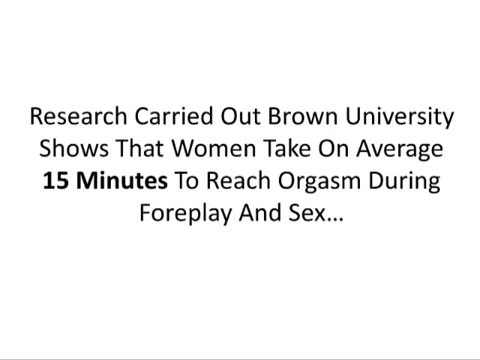 Research Carried Out Brown University
Shows That Women Take On Average
15 Minutes To Reach Orgasm During
Foreplay And Sex…